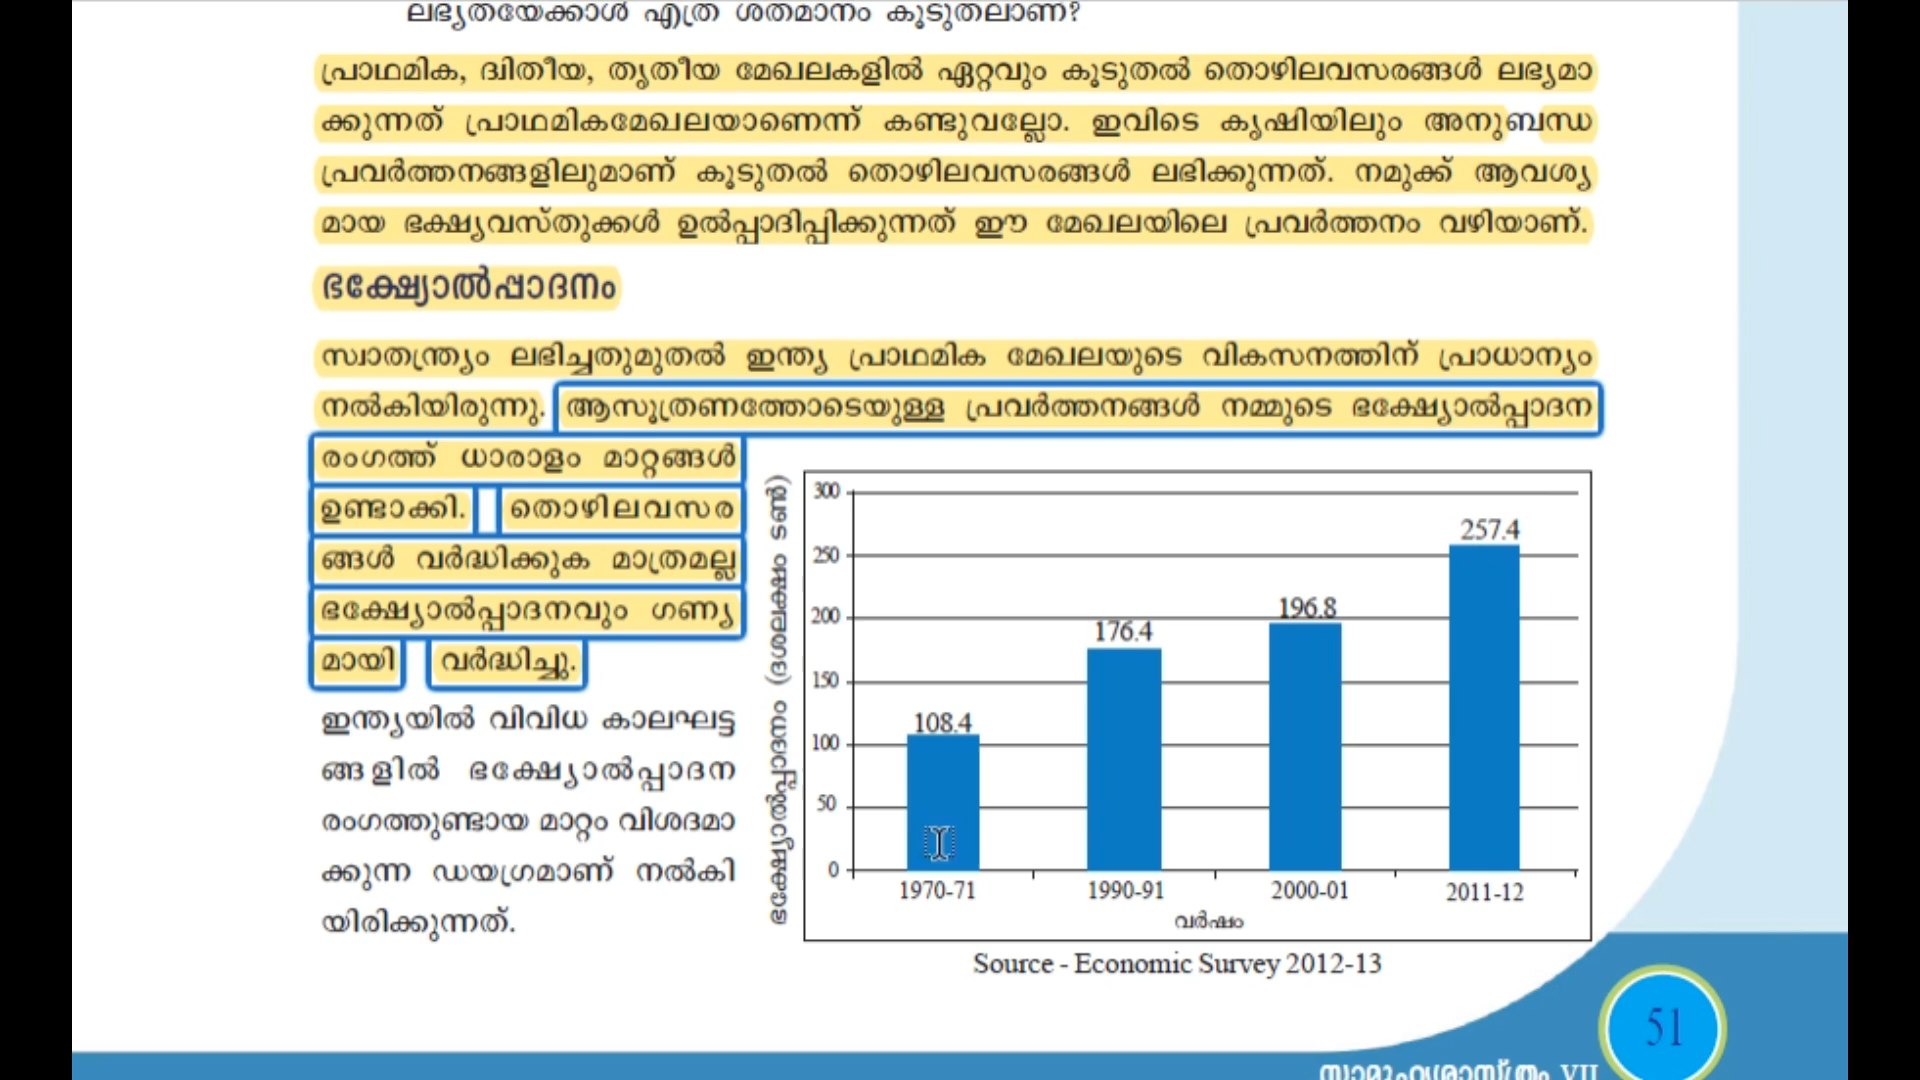 ലഭ്യതയേക്കാൾ എത്ര ശതമാനം കൂടുതലാണ്?
പ്രാഥമിക, ദ്വിതീയ, തൃതീയ മേഖലകളിൽ ഏറ്റവും കൂടുതൽ തൊഴിലവസരങ്ങൾ ലഭ്യമാ
ക്കുന്നത് പ്രാഥമികമേഖലയാണെന്ന് കണ്ടുവല്ലോ. ഇവിടെ കൃഷിയിലും അനുബന്ധ
പ്രവർത്തനങ്ങളിലുമാണ് കൂടുതൽ തൊഴിലവസരങ്ങൾ ലഭിക്കുന്നത്. നമുക്ക് ആവശ്യ
മായ ഭക്ഷ്യവസ്തുക്കൾ ഉൽപ്പാദിപ്പിക്കുന്നത് ഈ മേഖലയിലെ പ്രവർത്തനം വഴിയാണ്.
ഭക്ഷ്യോൽപ്പാദനം
സ്വാതന്ത്ര്യം ലഭിച്ചതുമുതൽ ഇന്ത്യ പ്രാഥമിക മേഖലയുടെ വികസനത്തിന് പ്രാധാന്യം
നൽകിയിരുന്നു. ആസൂത്രണത്തോടെയുള്ള പ്രവർത്തനങ്ങൾ നമ്മുടെ ഭക്ഷ്യോൽപ്പാദന
രംഗത്ത് ധാരാളം മാറ്റങ്ങൾ
ഉണ്ടാക്കി. തൊഴിലവസര
ങ്ങൾ വർദ്ധിക്കുക മാത്രമല്ല
ഭക്ഷ്യോൽപ്പാദനവും ഗണ്യ
മായി വർദ്ധിച്ചു.
ഇന്ത്യയിൽ വിവിധ കാലഘട്ട
ങ്ങളിൽ ഭക്ഷ്യോൽപ്പാദന
രംഗത്തുണ്ടായ മാറ്റം വിശദമാ
ക്കുന്ന ഡയഗ്രമാണ് നൽകി
യിരിക്കുന്നത്.
ഭക്ഷ്യോൽപ്പാദനം (ദശലക്ഷം ടൺ)
300
250
200
150
100
50
0
108.4
176.4
196.8
257.4
1970-71 1990-91 2000-01 2011-12
വർഷം
Source - Economic Survey 2012-13
51
സാമൂഹ്യശാസ്ത്രം VII